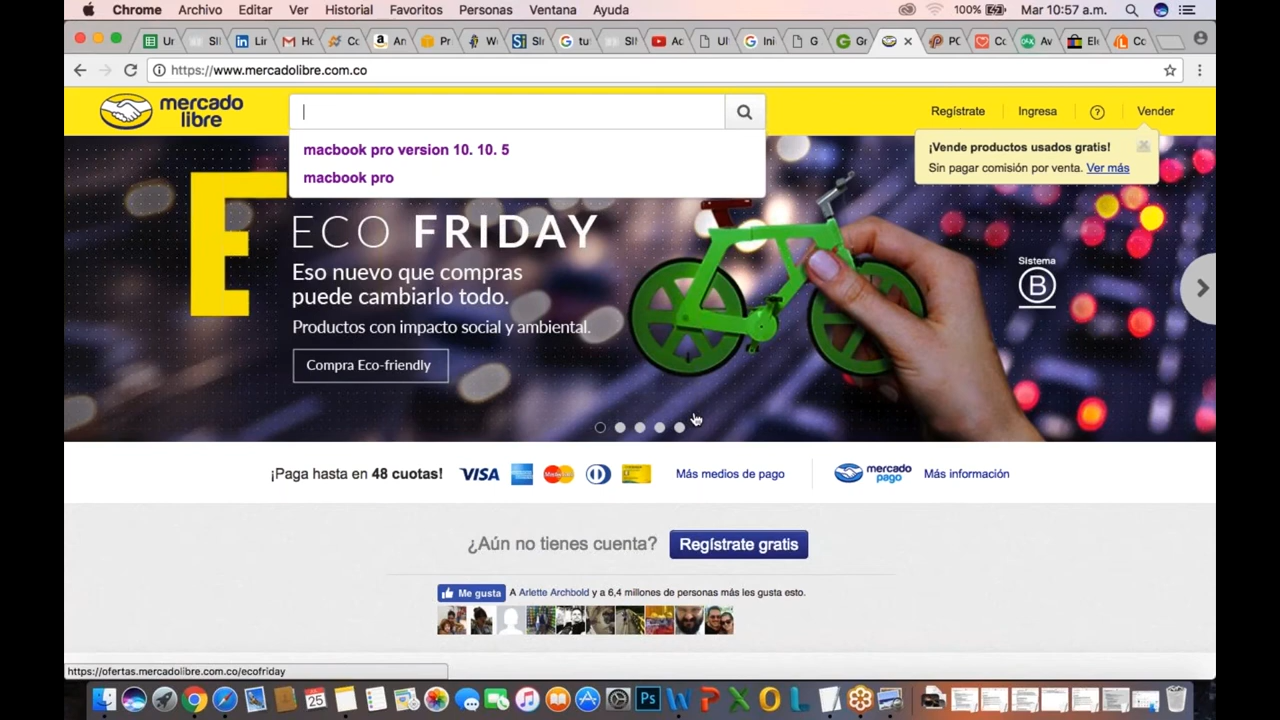 Chrome Archivo Editar Ver Historial Favoritos Personas Ventana Ayuda 100% Mar 10:57 a.m.
https://www.mercadolibre.com.co
mercado
libre
Regístrate Ingresa ? Vender
macbook pro version 10. 10. 5
macbook pro
¡Vende productos usados gratis!
Sin pagar comisión por venta. Ver más
E
ECO FRIDAY
Eso nuevo que compras
puede cambiarlo todo.
Productos con impacto social y ambiental.
Compra Eco-friendly
Sistema
B
¡Paga hasta en 48 cuotas! VISA Más medios de pago mercado pago Más información
¿Aún no tienes cuenta? Regístrate gratis
Me gusta A Arlette Archbold y a 6,4 millones de personas más les gusta esto.
https://ofertas.mercadolibre.com.co/ecofriday
25
Ps